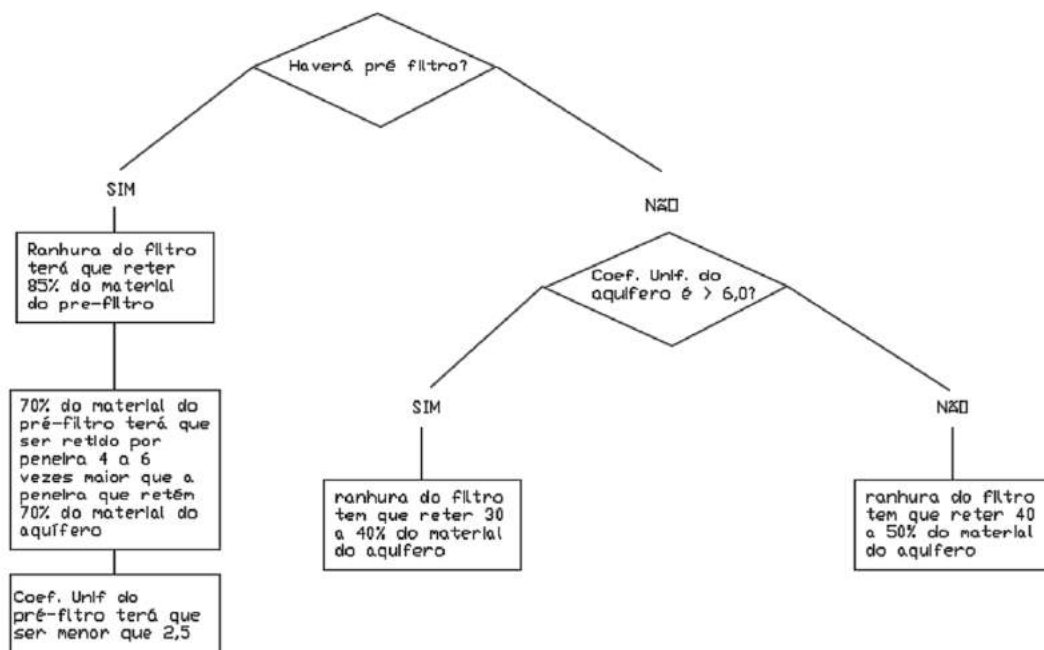 Haverá pré filtro?
SIM
NÃO
Ranhura do filtro
terá que reter
85% do material
do pre-filtro
Coef. Unif. do
aquifero é > 6,0?
70% do material do
pré-filtro terá que
ser retido por
peneira 4 a 6
vezes maior que a
peneira que retém
70% do material do
aquífero
SIM
NÃO
ranhura do filtro
tem que reter 30
a 40% do material
do aquifero
ranhura do filtro
tem que reter 40
a 50% do material
do aquifero
Coef. Unif do
pré-filtro terá que
ser menor que 2,5